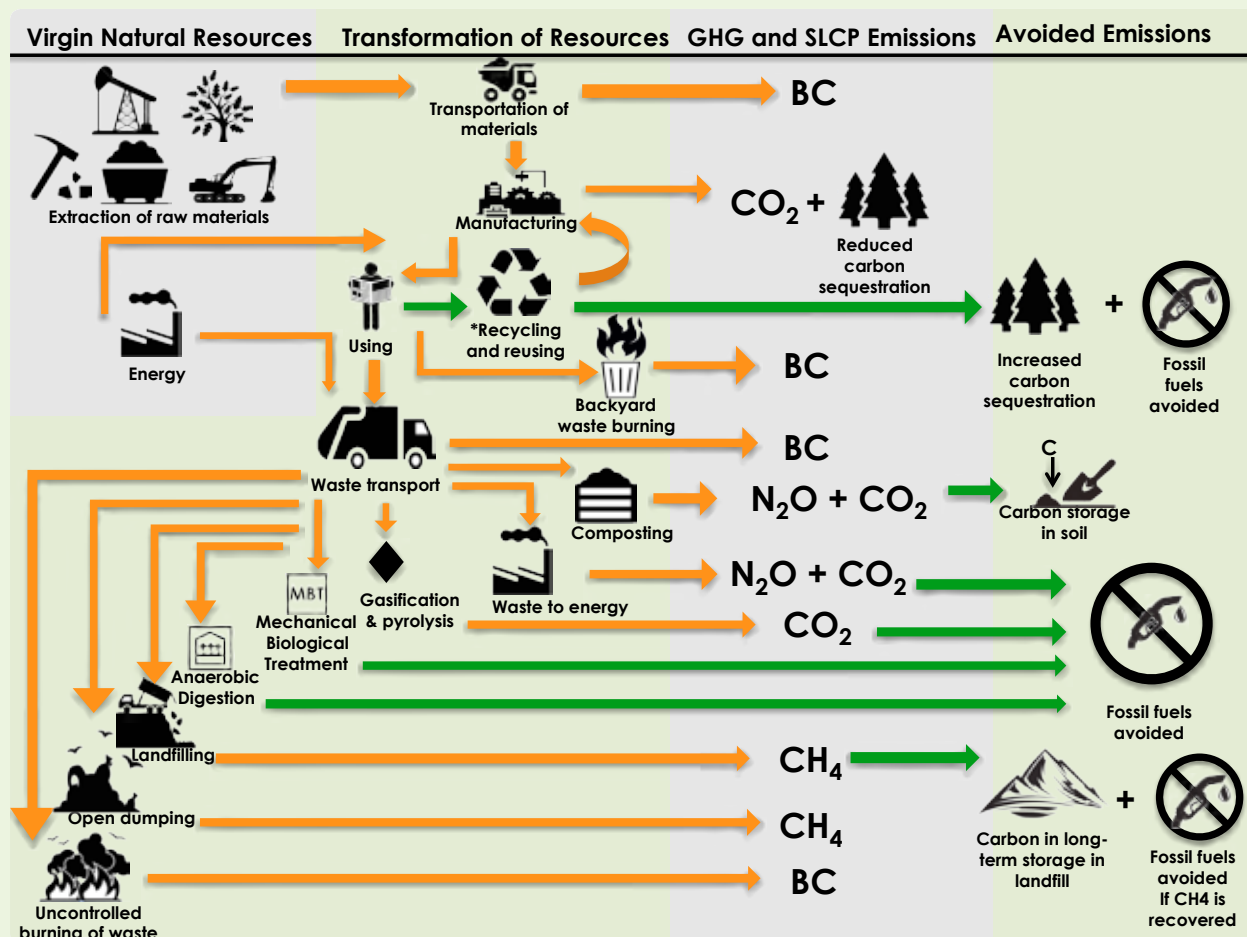 Virgin Natural Resources
Transformation of Resources
GHG and SLCP Emissions
Avoided Emissions
Transportation of
materials
BC
Extraction of raw materials
Manufacturing
CO2 +
Reduced
carbon
sequestration
Energy
Using
*Recycling
and reusing
+
Increased
carbon
sequestration
Fossil
fuels
avoided
Backyard
waste burning
BC
Waste transport
BC
Composting
N2O + CO2
C
Carbon storage
in soil
MBT
Mechanical
Biological
Treatment
Gasification
& pyrolysis
Waste to energy
N2O + CO2
CO2
Fossil fuels
avoided
Anaerobic
Digestion
Landfilling
CH4
+
Carbon in long-
term storage in
landfill
Fossil fuels
avoided
If CH4 is
recovered
Open dumping
CH4
Uncontrolled
burning of waste
BC